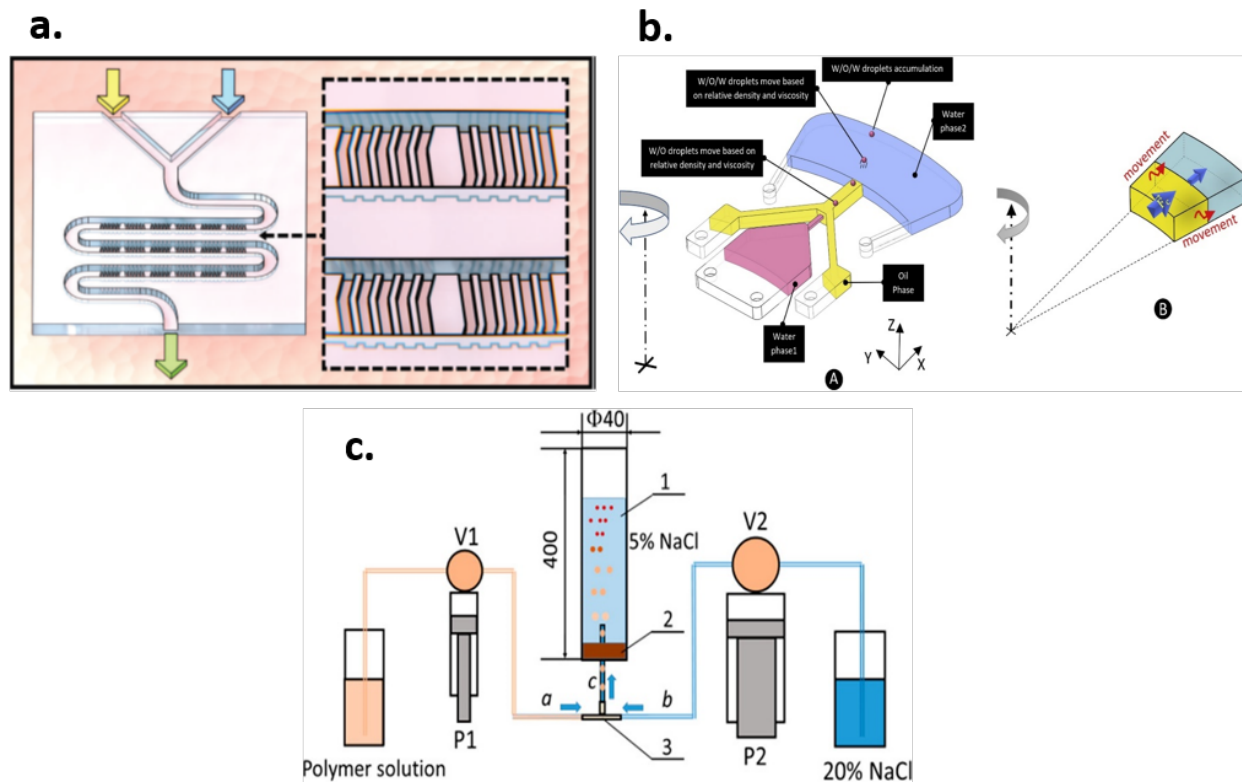 a.
b.
W/O/W droplets accumulation
W/O/W droplets move based
on relative density and viscosity
Water
phase2
W/O droplets move based on
relative density and viscosity
movement
movement
Oil
Phase
Water
phase1
Z
Y
X
A
B
c.
Φ40
1
V1
400
5% NaCl
V2
2
c
a
b
3
P1
P2
Polymer solution
20% NaCl